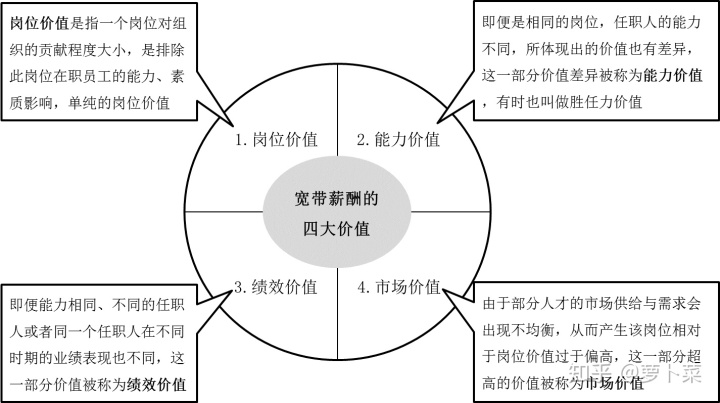 岗位价值是指一个岗位对组
织的贡献程度大小，是排除
此岗位在职员工的能力、素
质影响，单纯的岗位价值
即便是相同的岗位，任职人的能力
不同，所体现出的价值也有差异，
这一部分价值差异被称为能力价值
，有时也叫做胜任力价值
1.岗位价值
2.能力价值
宽带薪酬的
四大价值
3.绩效价值
4.市场价值
即便能力相同、不同的任职
人或者同一个任职人在不同
时期的业绩表现也不同，这
一部分价值被称为绩效价值
由于部分人才的市场供给与需求会
出现不均衡，从而产生该岗位相对
于岗位价值过于偏高，这一部分超
高的价值被称为市场价值
知乎 @萝卜菜